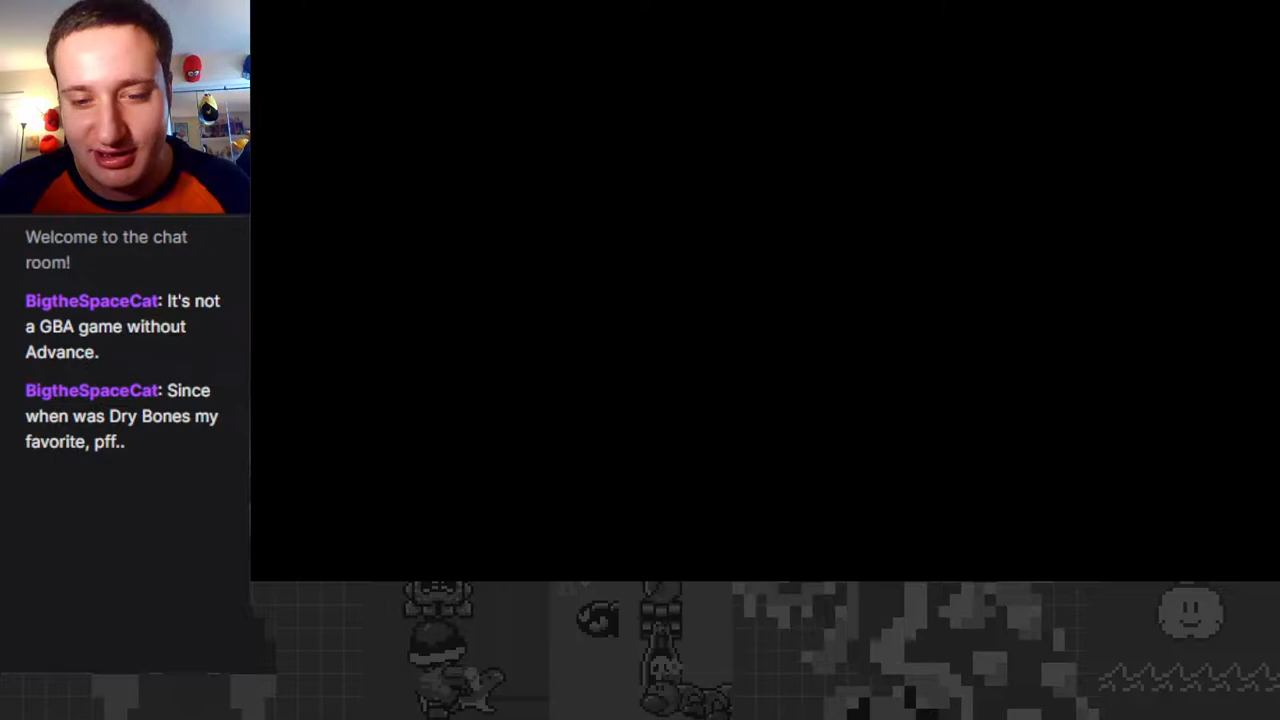 Welcome to the chat
room!
BigtheSpaceCat: It's not
a GBA game without
Advance.
BigtheSpaceCat: Since
when was Dry Bones my
favorite, pff..